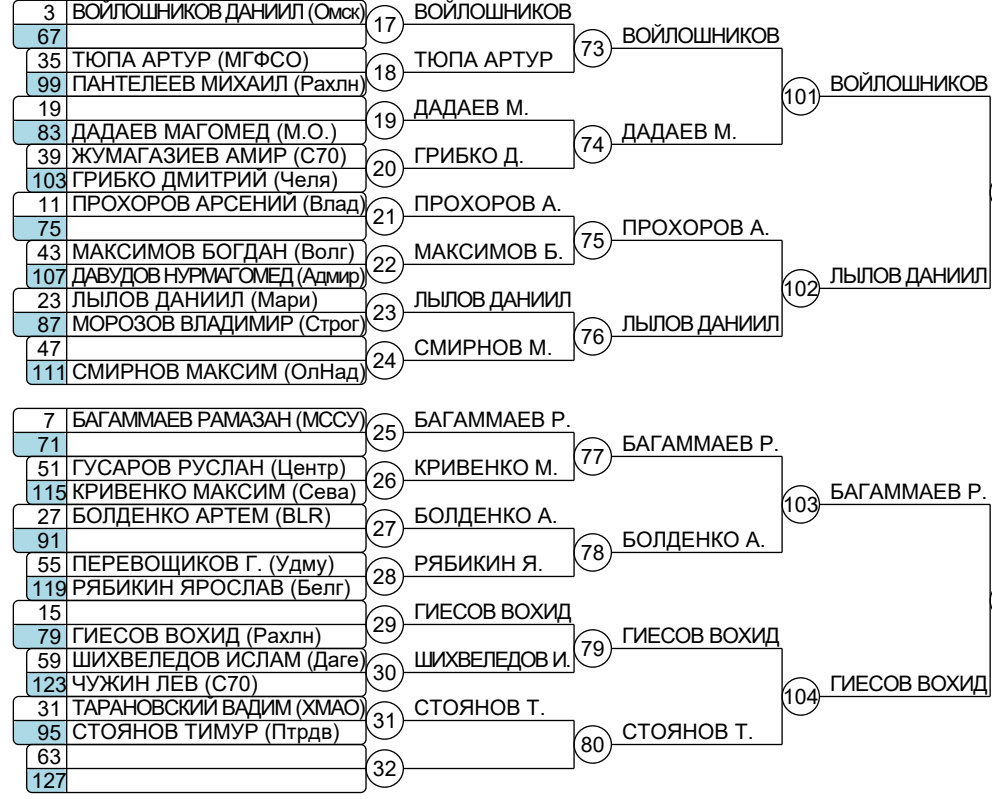 3 ВОЙЛОШНИКОВ ДАНИИЛ (Омск) 17 ВОЙЛОШНИКОВ
67
73 ВОЙЛОШНИКОВ
35 ТЮПА АРТУР (МГФСО) 18 ТЮПА АРТУР
99 ПАНТЕЛЕЕВ МИХАИЛ (Рахлн)
101 ВОЙЛОШНИКОВ
19
19 ДАДАЕВ М.
83 ДАДАЕВ МАГОМЕД (М.О.)
74 ДАДАЕВ М.
39 ЖУМАГАЗИЕВ АМИР (С70) 20 ГРИБКО Д.
103 ГРИБКО ДМИТРИЙ (Челя)
11 ПРОХОРОВ АРСЕНИЙ (Влад) 21 ПРОХОРОВ А.
75
75 ПРОХОРОВ А.
43 МАКСИМОВ БОГДАН (Волг) 22 МАКСИМОВ Б.
107 ДАВУДОВ НУРМАГОМЕД (Адмир)
102 ЛЫЛОВ ДАНИИЛ
23 ЛЫЛОВ ДАНИИЛ (Мари) 23 ЛЫЛОВ ДАНИИЛ
87 МОРОЗОВ ВЛАДИМИР (Строг)
76 ЛЫЛОВ ДАНИИЛ
47
24 СМИРНОВ М.
111 СМИРНОВ МАКСИМ (ОлНад)
7 БАГАММАЕВ РАМАЗАН (МССУ) 25 БАГАММАЕВ Р.
71
77 БАГАММАЕВ Р.
51 ГУСАРОВ РУСЛАН (Центр) 26 КРИВЕНКО М.
115 КРИВЕНКО МАКСИМ (Сева)
103 БАГАММАЕВ Р.
27 БОЛДЕНКО АРТЕМ (BLR) 27 БОЛДЕНКО А.
91
78 БОЛДЕНКО А.
55 ПЕРЕВОЩИКОВ Г. (Удму) 28 РЯБИКИН Я.
119 РЯБИКИН ЯРОСЛАВ (Белг)
15
29 ГИЕСОВ ВОХИД
79 ГИЕСОВ ВОХИД (Рахлн)
79 ГИЕСОВ ВОХИД
59 ШИХВЕЛЕДОВ ИСЛАМ (Даге) 30 ШИХВЕЛЕДОВ И.
123 ЧУЖИН ЛЕВ (С70)
104 ГИЕСОВ ВОХИД
31 ТАРАНОВСКИЙ ВАДИМ (ХМАО) 31 СТОЯНОВ Т.
95 СТОЯНОВ ТИМУР (Птрдв)
80 СТОЯНОВ Т.
63
32
127